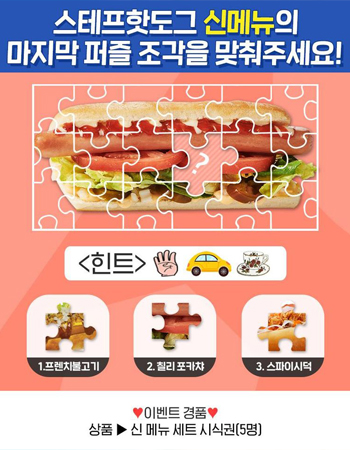 스테프핫도그 신메뉴의
마지막 퍼즐 조각을 맞춰주세요!
?
<힌트>
1.프렌치불고기
2. 칠리 포카챠
3. 스파이시덕
♥이벤트 경품♥
상품 ▶ 신 메뉴 세트 시식권(5명)